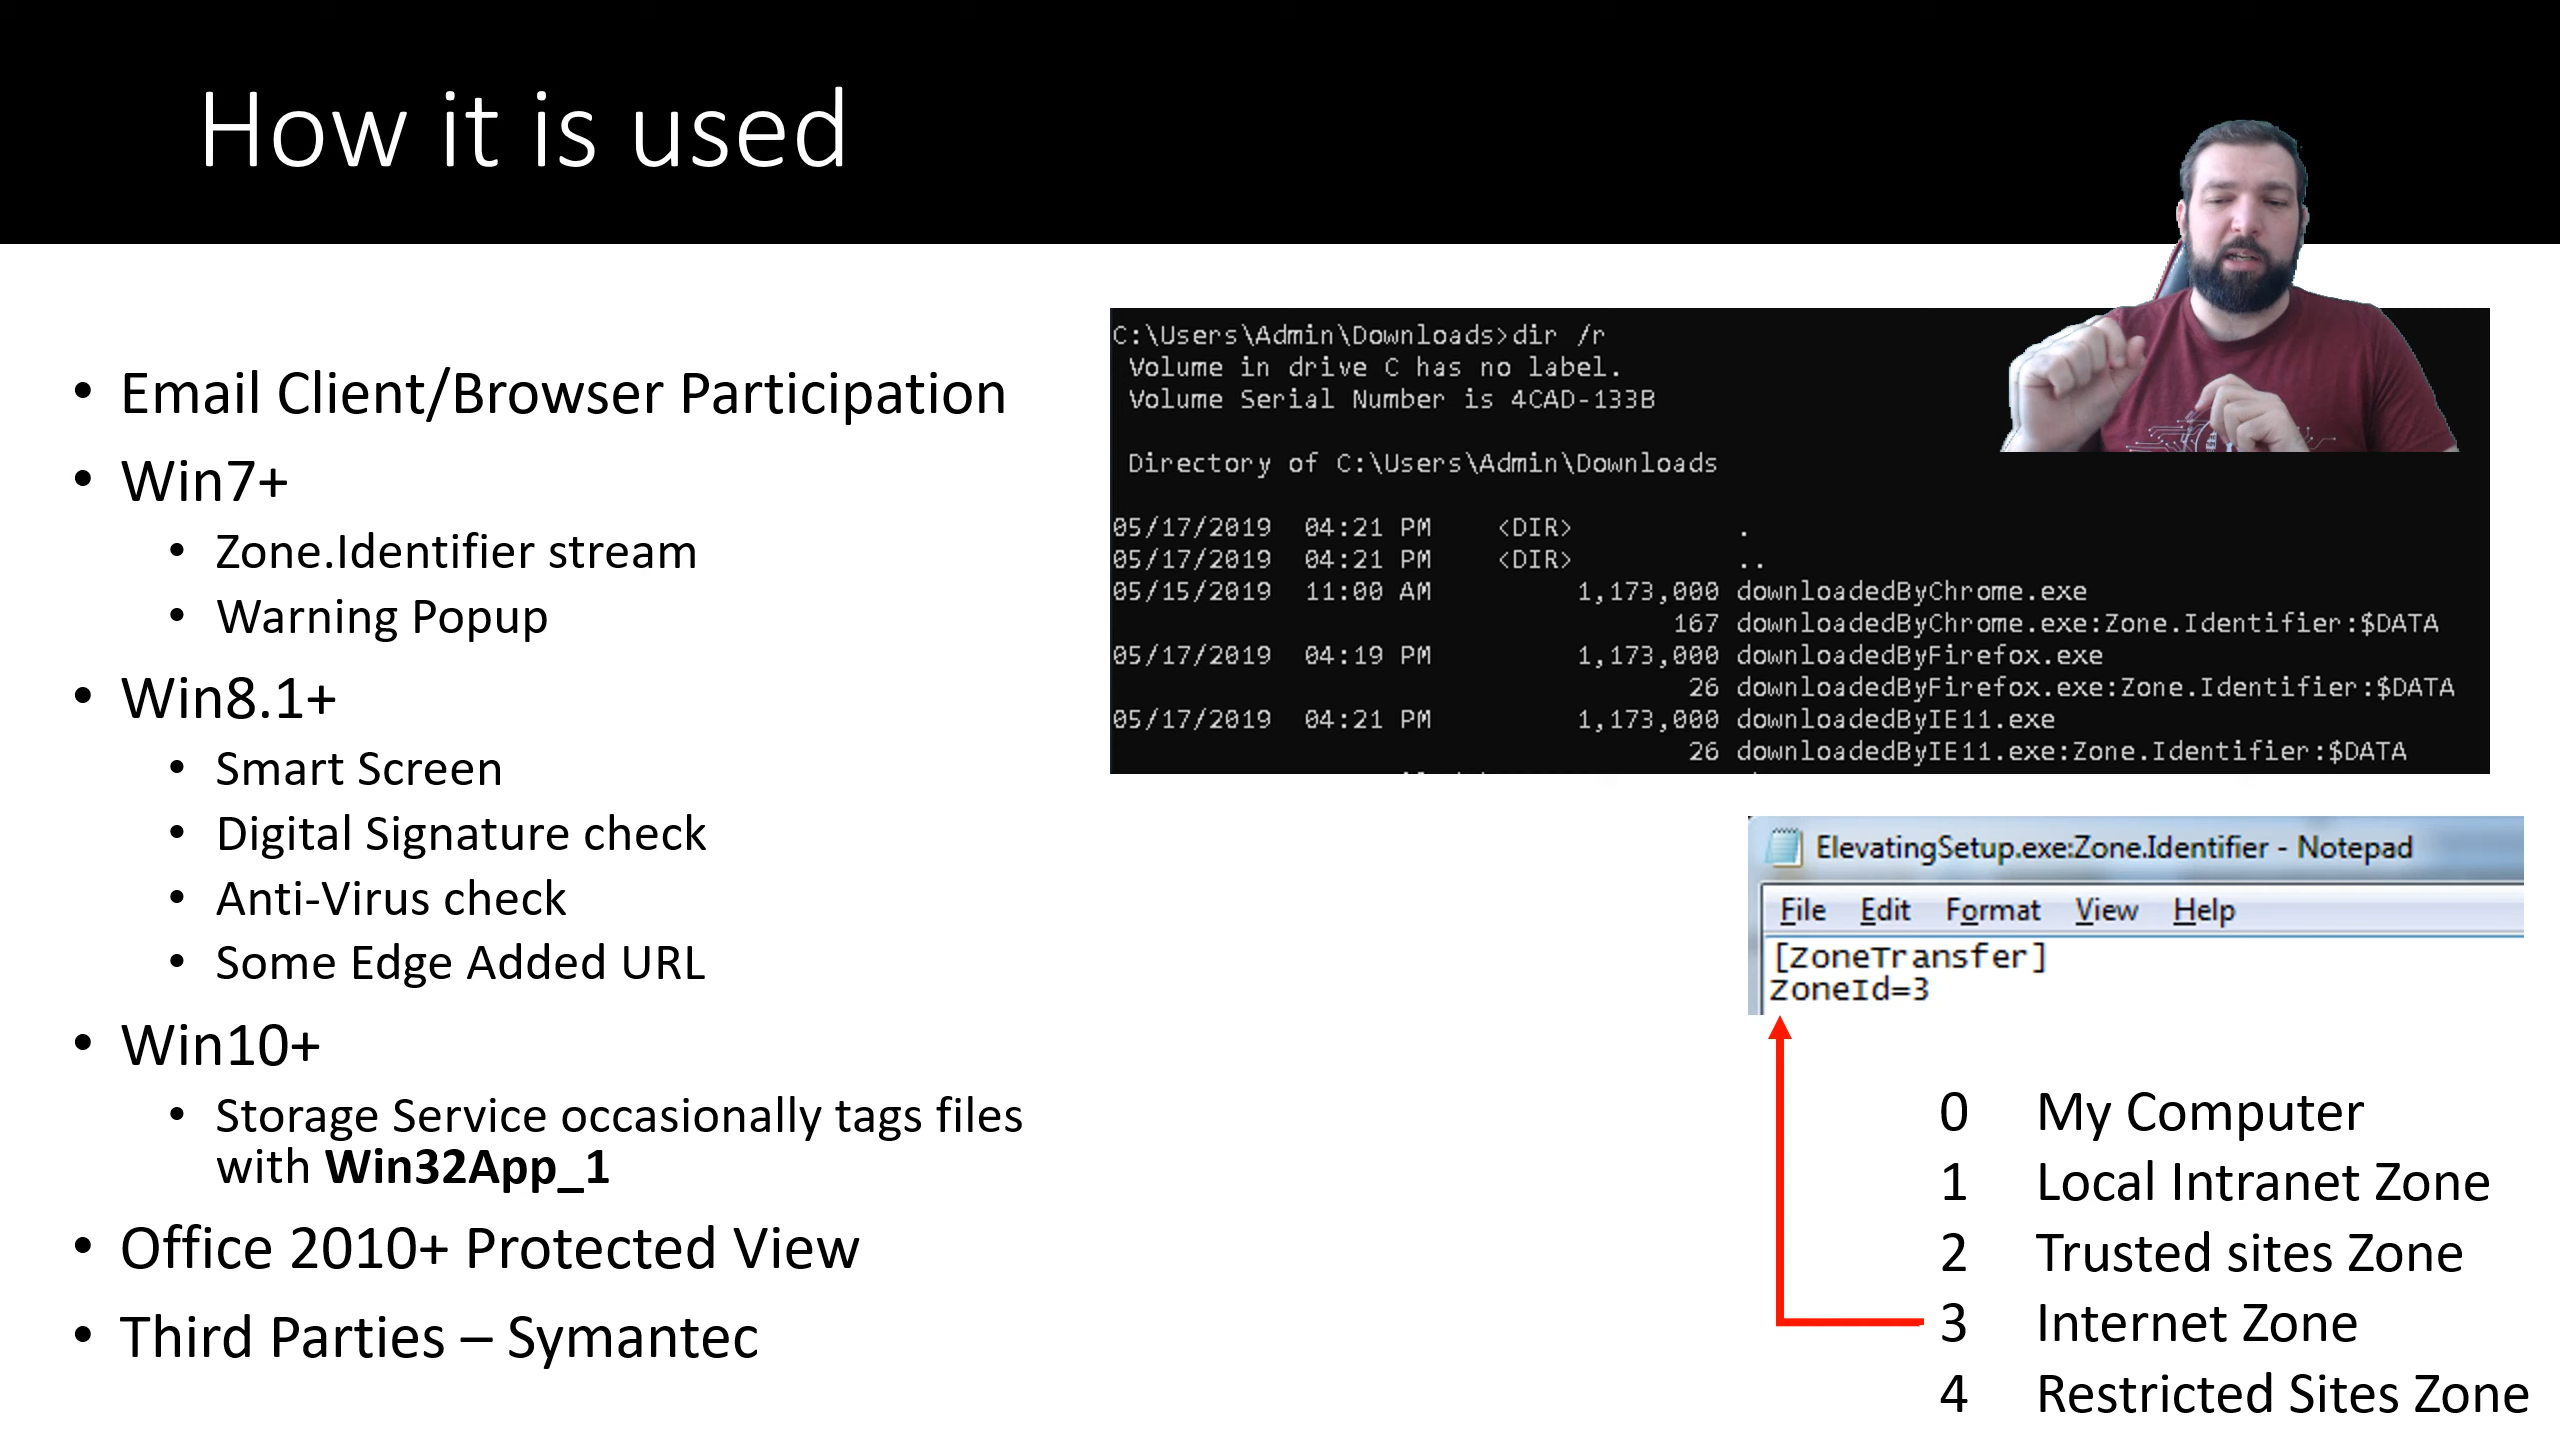 How it is used
• Email Client/Browser Participation
• Win7+
• Zone.Identifier stream
• Warning Popup
• Win8.1+
• Smart Screen
• Digital Signature check
• Anti-Virus check
• Some Edge Added URL
• Win10+
• Storage Service occasionally tags files
with Win32App_1
• Office 2010+ Protected View
• Third Parties – Symantec
C:\Users\Admin\Downloads>dir /r
Volume in drive C has no label.
Volume Serial Number is 4CAD-133B
Directory of C:\Users\Admin\Downloads
05/17/2019 04:21 PM <DIR> .
05/17/2019 04:21 PM <DIR> ..
05/15/2019 11:00 AM 1,173,000 downloadedByChrome.exe
167 downloadedByChrome.exe:Zone.Identifier:$DATA
05/17/2019 04:19 PM 1,173,000 downloadedByFirefox.exe
26 downloadedByFirefox.exe:Zone.Identifier:$DATA
05/17/2019 04:21 PM 1,173,000 downloadedByIE11.exe
26 downloadedByIE11.exe:Zone.Identifier:$DATA
ElevatingSetup.exe:Zone.Identifier - Notepad
File Edit Format View Help
[ZoneTransfer]
ZoneId=3
0 My Computer
1 Local Intranet Zone
2 Trusted sites Zone
3 Internet Zone
4 Restricted Sites Zone